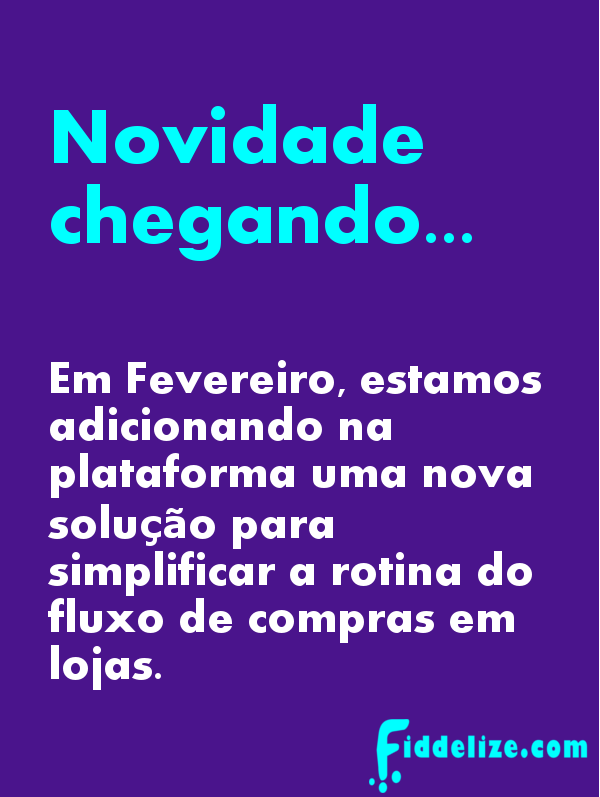 Novidade
chegando...
Em Fevereiro, estamos
adicionando na
plataforma uma nova
solução para
simplificar a rotina do
fluxo de compras em
lojas.
Fiddelize.com